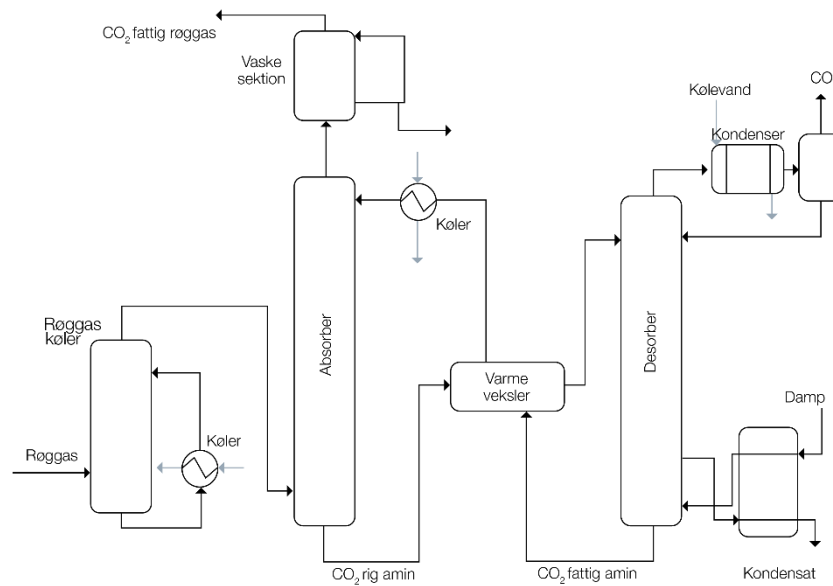 CO₂ fattig røggas
Vaske
sektion
Kølevand
CO
Kondenser
Køler
Absorber
Desorber
Røggas
køler
Varme
veksler
Damp
Køler
Røggas
CO₂ rig amin
CO₂ fattig amin
Kondensat